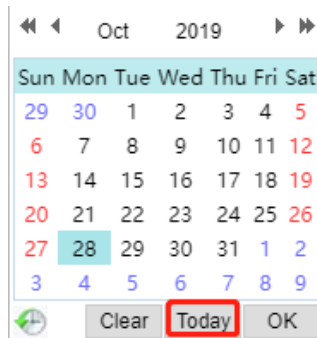 Oct 2019
Sun Mon Tue Wed Thu Fri Sat
29 30 1 2 3 4 5
6 7 8 9 10 11 12
13 14 15 16 17 18 19
20 21 22 23 24 25 26
27 28 29 30 31 1 2
3 4 5 6 7 8 9
Clear Today OK